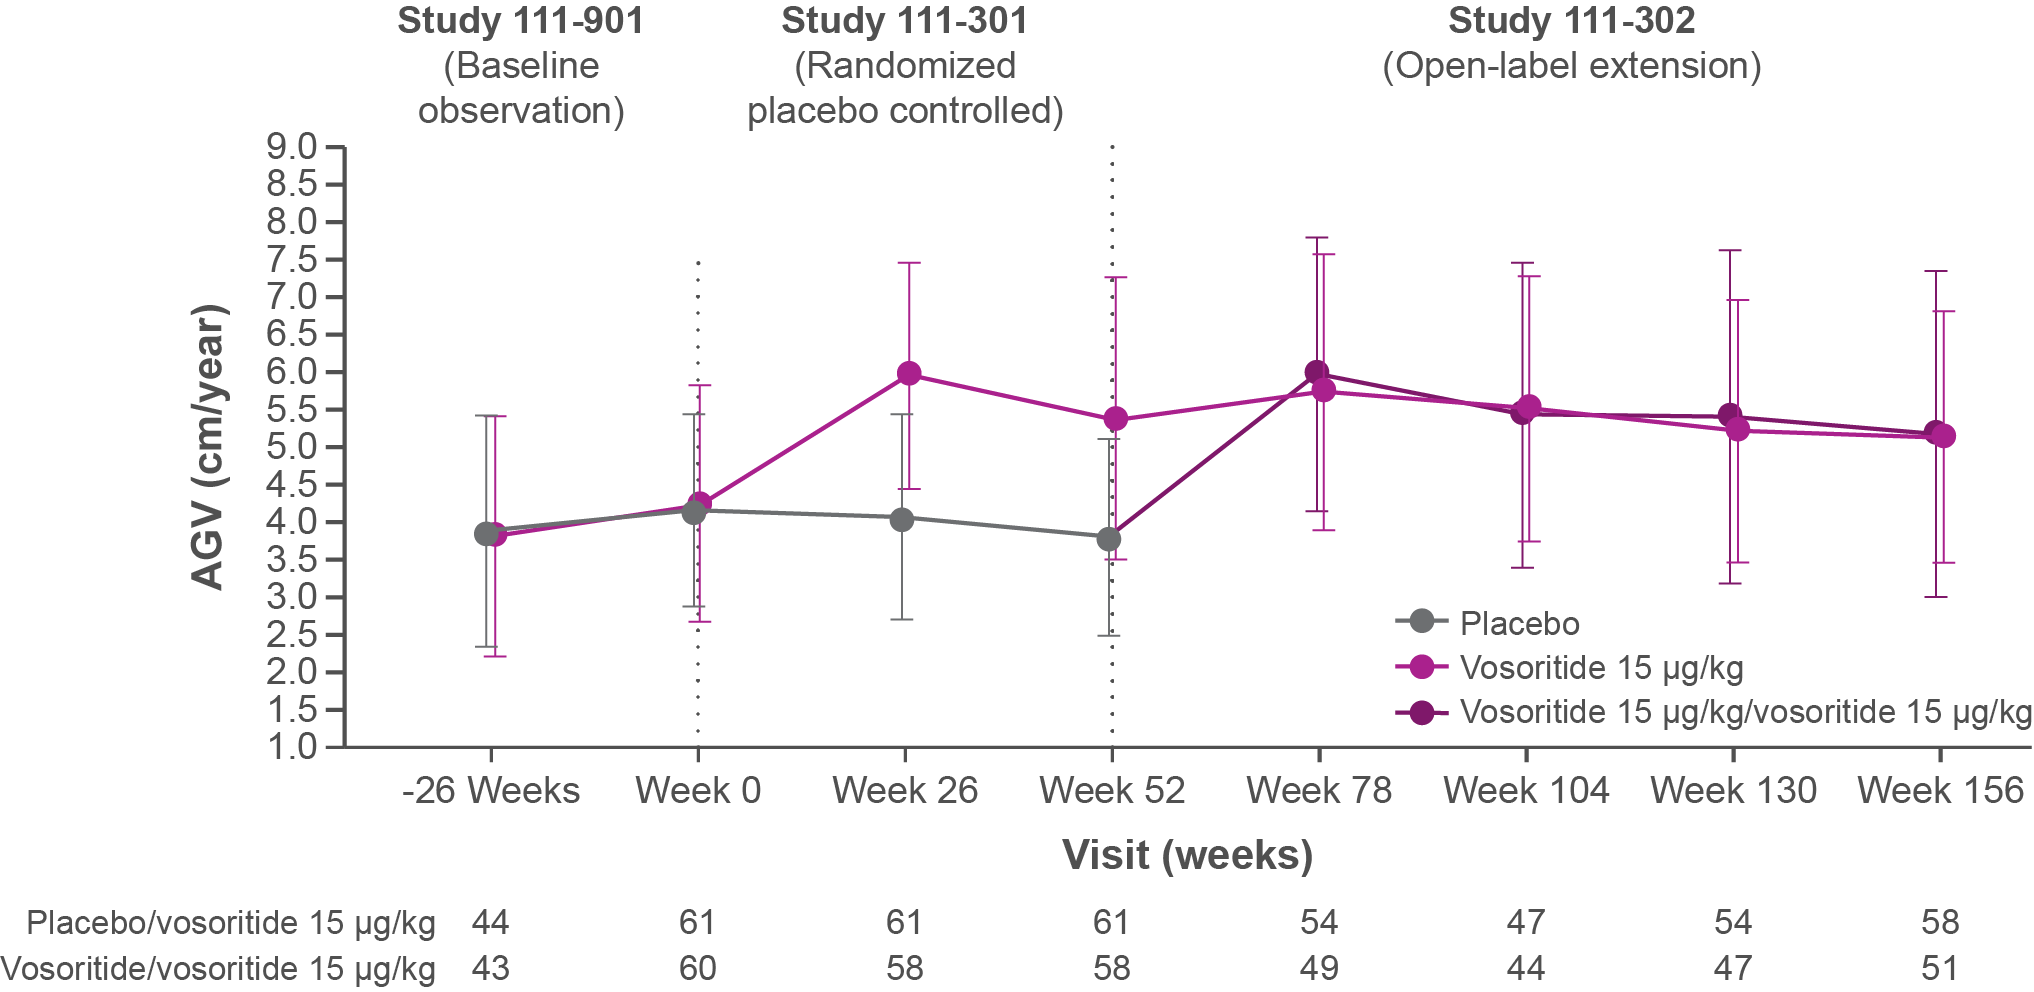 Study 111-901
(Baseline
observation)
Study 111-301
(Randomized
placebo controlled)
Study 111-302
(Open-label extension)
AGV (cm/year)
9.0
8.5
8.0
7.5
7.0
6.5
6.0
5.5
5.0
4.5
4.0
3.5
3.0
2.5
2.0
1.5
1.0
Placebo
Vosoritide 15 µg/kg
Vosoritide 15 µg/kg/vosoritide 15 µg/kg
-26 Weeks Week 0 Week 26 Week 52 Week 78 Week 104 Week 130 Week 156
Visit (weeks)
Placebo/vosoritide 15 µg/kg 44 61 61 61 54 47 54 58
Vosoritide/vosoritide 15 µg/kg 43 60 58 58 49 44 47 51